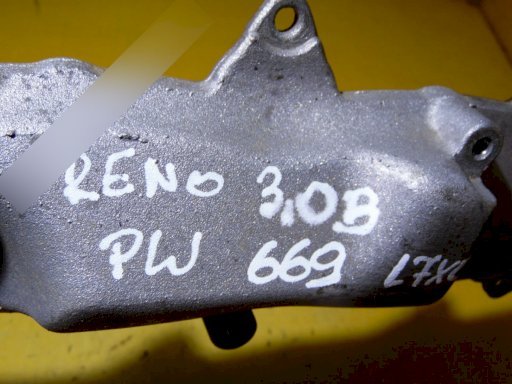 RENO 3,0B
PW 669 L7X